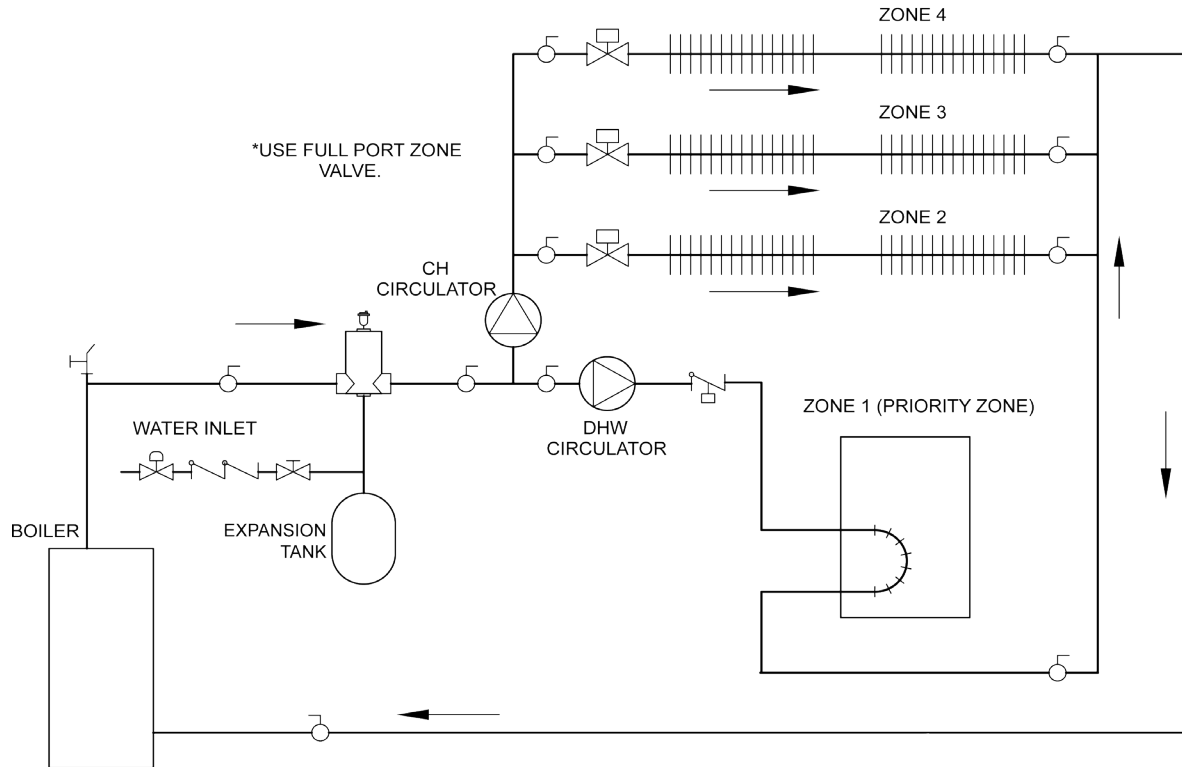 ZONE 4
ZONE 3
*USE FULL PORT ZONE
VALVE.
ZONE 2
CH
CIRCULATOR
ZONE 1 (PRIORITY ZONE)
WATER INLET
DHW
CIRCULATOR
BOILER
EXPANSION
TANK